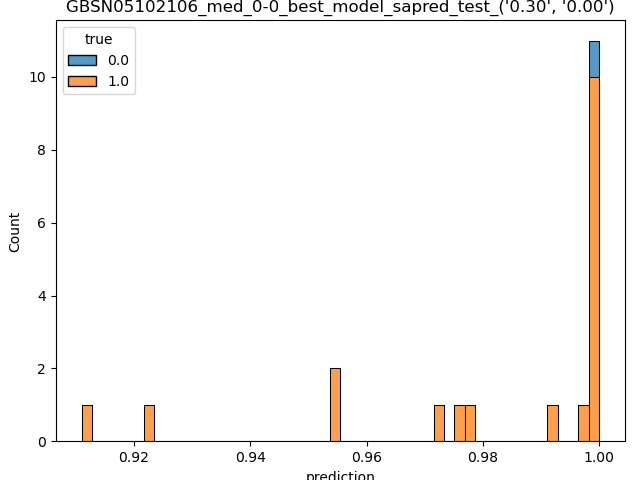 GBSN05102106_med_0-0_best_model_sapred_test_('0.30', '0.00')
true
0.0
1.0
Count
10
8
6
4
2
0
0.92 0.94 0.96 0.98 1.00
prediction